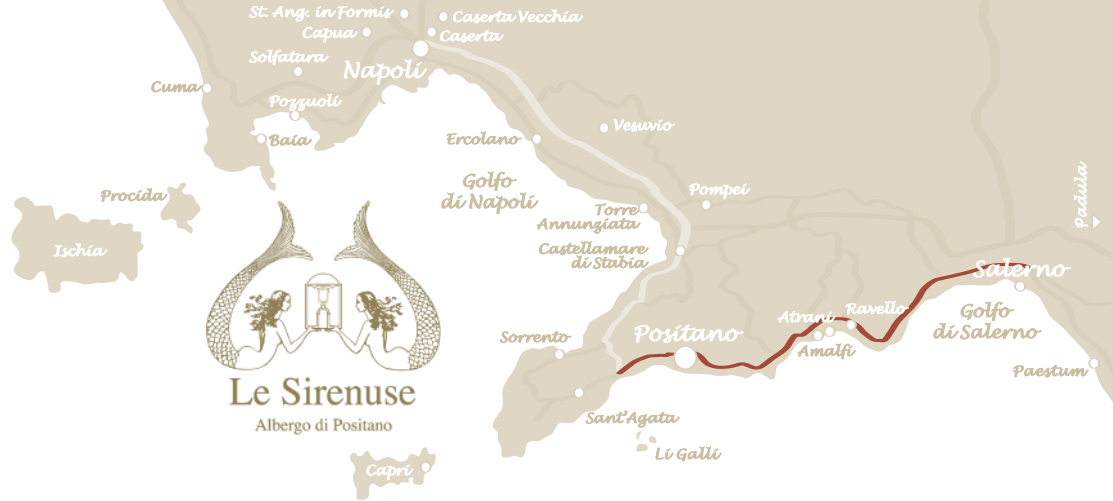 St. Ang. in Formis
Caserta Vecchia
Capua
Caserta
Solfatara
Napoli
Cuma
Pozzuoli
Vesuvio
Baia
Ercolano
Golfo
di Napoli
Procida
Pompei
Padula
Torre
Annunziata
Ischia
Castellamare
di Stabia
Salerno
Ravello
Atrani
Golfo
di Salerno
Positano
Sorrento
Amalfi
Paestum
Le Sirenuse
Albergo di Positano
Sant'Agata
Li Galli
Capri